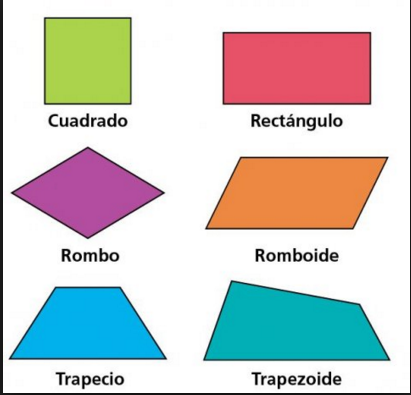 Cuadrado
Rectángulo
Rombo
Romboide
Trapecio
Trapezoide